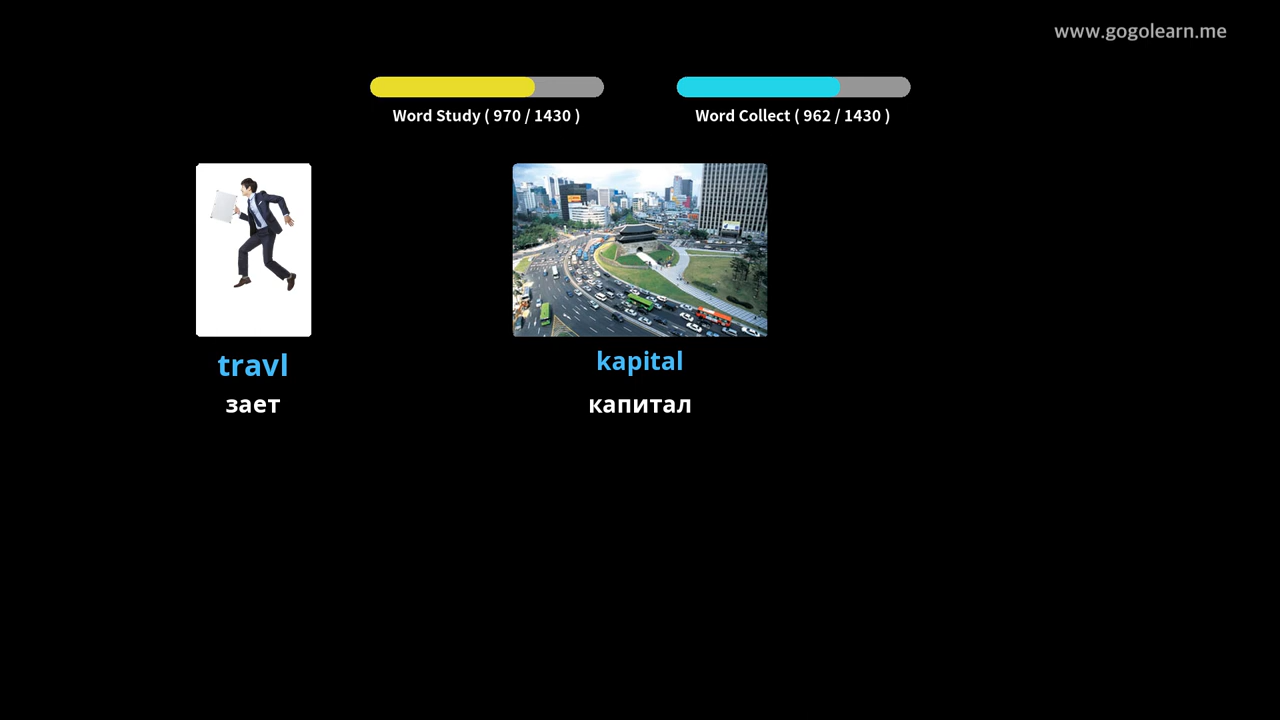 www.gogolearn.me
Word Study ( 970 / 1430 )
Word Collect ( 962 / 1430 )
travl
зает
kapital
капитал